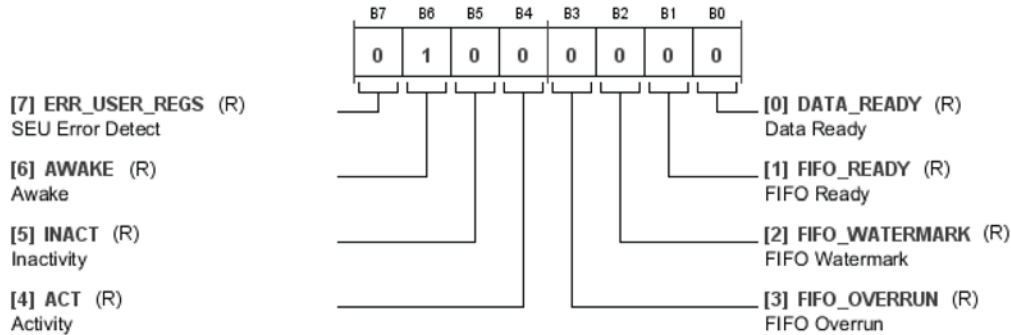 B7 B6 B5 B4 B3 B2 B1 B0
0 1 0 0 0 0 0 0
[7] ERR_USER_REGS (R)
SEU Error Detect
[6] AWAKE (R)
Awake
[5] INACT (R)
Inactivity
[4] ACT (R)
Activity
[0] DATA_READY (R)
Data Ready
[1] FIFO_READY (R)
FIFO Ready
[2] FIFO_WATERMARK (R)
FIFO Watermark
[3] FIFO_OVERRUN (R)
FIFO Overrun